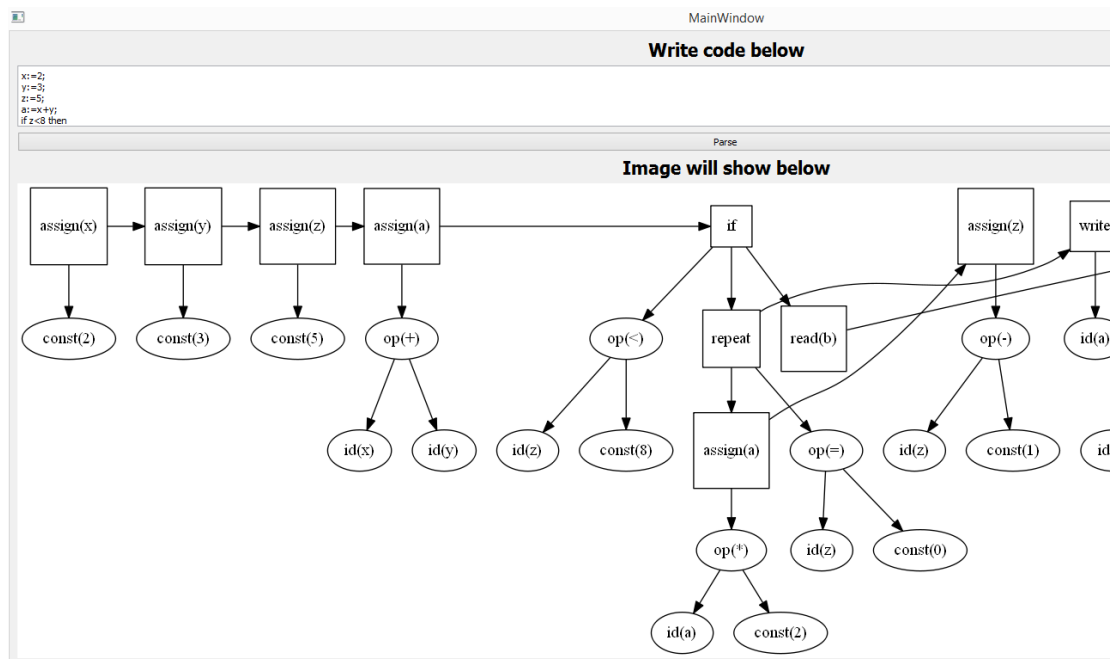 MainWindow
Write code below
x:=2;
y:=3;
z:=5;
a:=x+y;
if z<8 then
Parse
Image will show below
assign(x) assign(y) assign(z) assign(a) if assign(z) write
const(2) const(3) const(5) op(+) op(<) repeat read(b) op(-) id(a)
id(x) id(y) id(z) const(8) assign(a) op(=) id(z) const(1) id
op(*) id(z) const(0)
id(a) const(2)